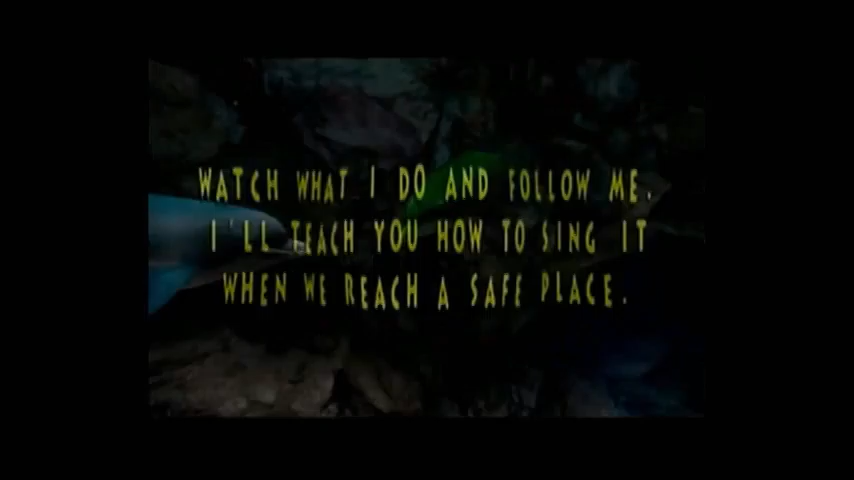 WATCH WHAT I DO AND FOLLOW ME.
I'LL TEACH YOU HOW TO SING IT
WHEN WE REACH A SAFE PLACE.